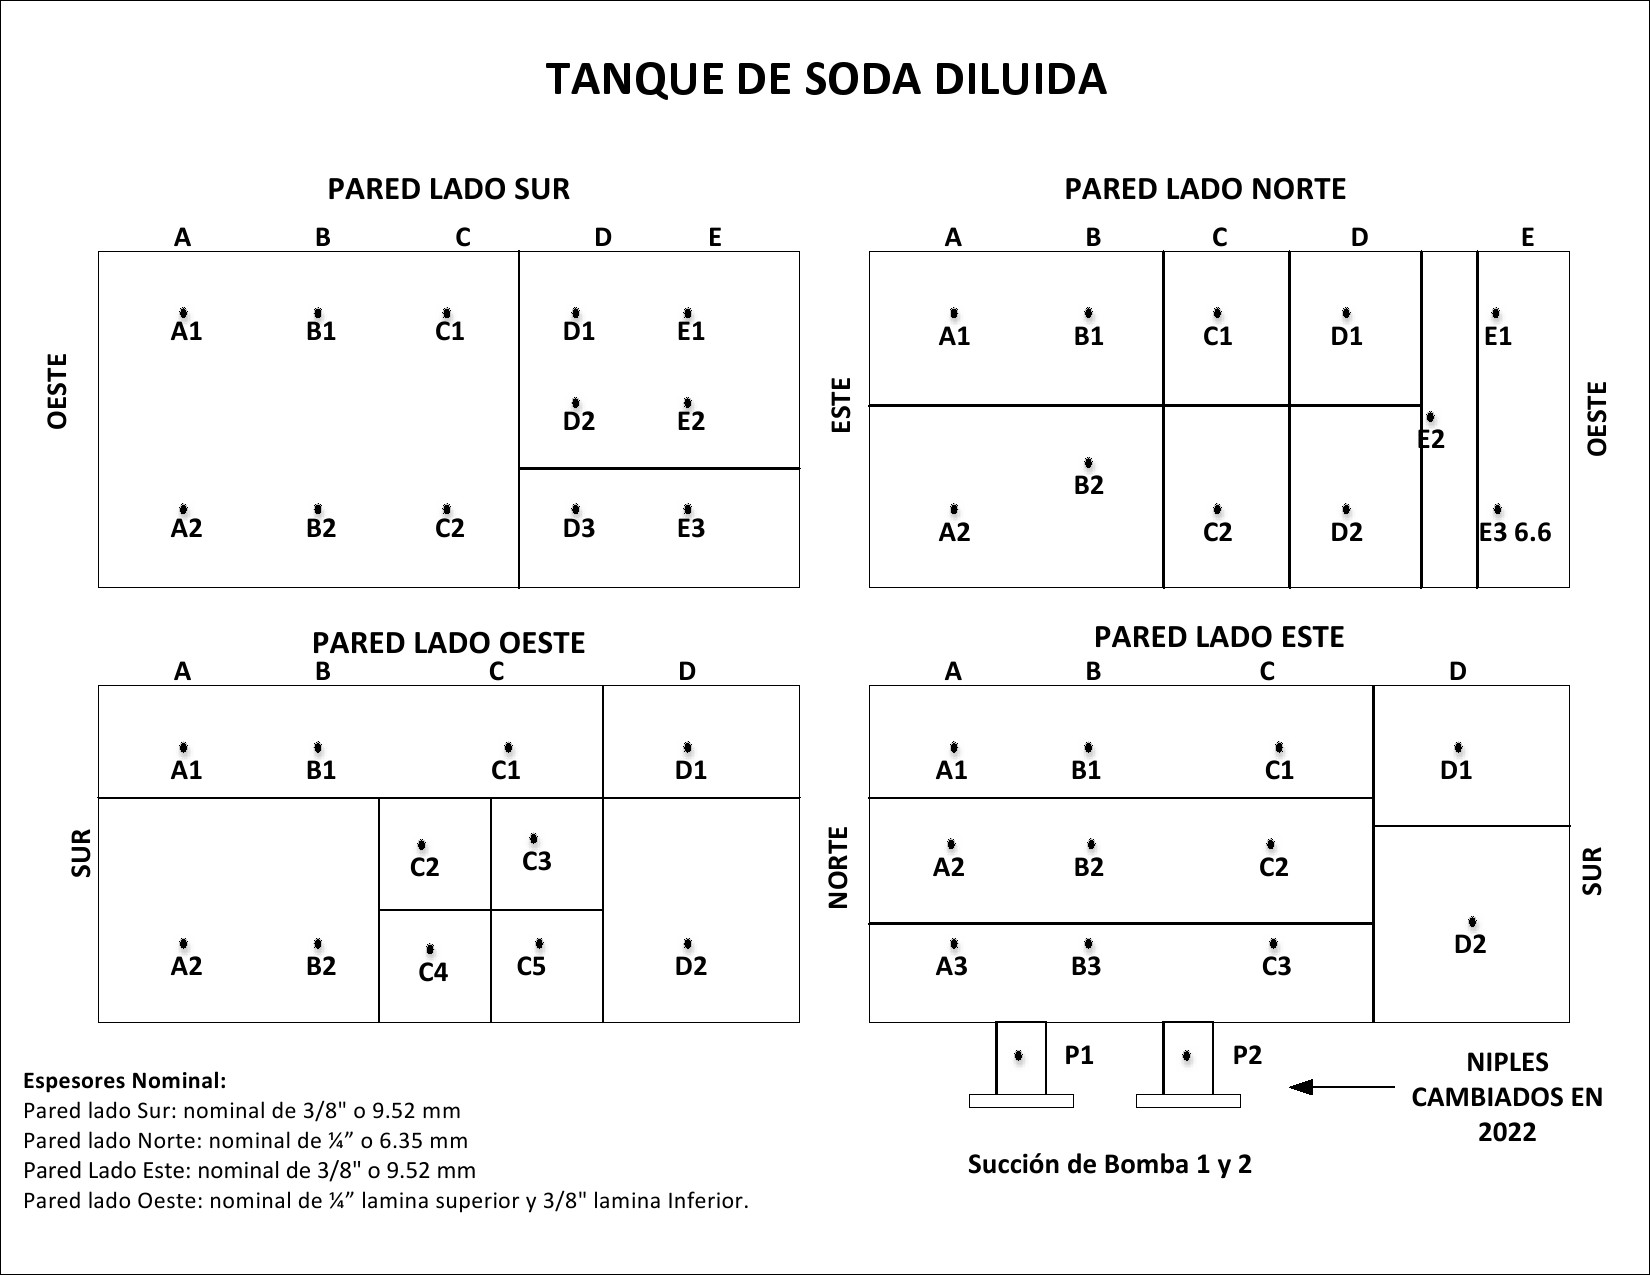 TANQUE DE SODA DILUIDA
PARED LADO SUR
A B C D E
A1 B1 C1 D1 E1
D2 E2
A2 B2 C2 D3 E3
OESTE
PARED LADO NORTE
A B C D E
A1 B1 C1 D1 E1
E2
B2
A2 C2 D2 E3 6.6
ESTE
OESTE
PARED LADO OESTE
A B C D
A1 B1 C1 D1
C2 C3
A2 B2 C4 C5 D2
SUR
PARED LADO ESTE
A B C D
A1 B1 C1 D1
A2 B2 C2
D2
A3 B3 C3
NORTE
SUR
P1 P2
NIPLES
CAMBIADOS EN
2022
Succión de Bomba 1 y 2
Espesores Nominal:
Pared lado Sur: nominal de 3/8" o 9.52 mm
Pared lado Norte: nominal de ¼” o 6.35 mm
Pared Lado Este: nominal de 3/8" o 9.52 mm
Pared lado Oeste: nominal de ¼” lamina superior y 3/8" lamina Inferior.